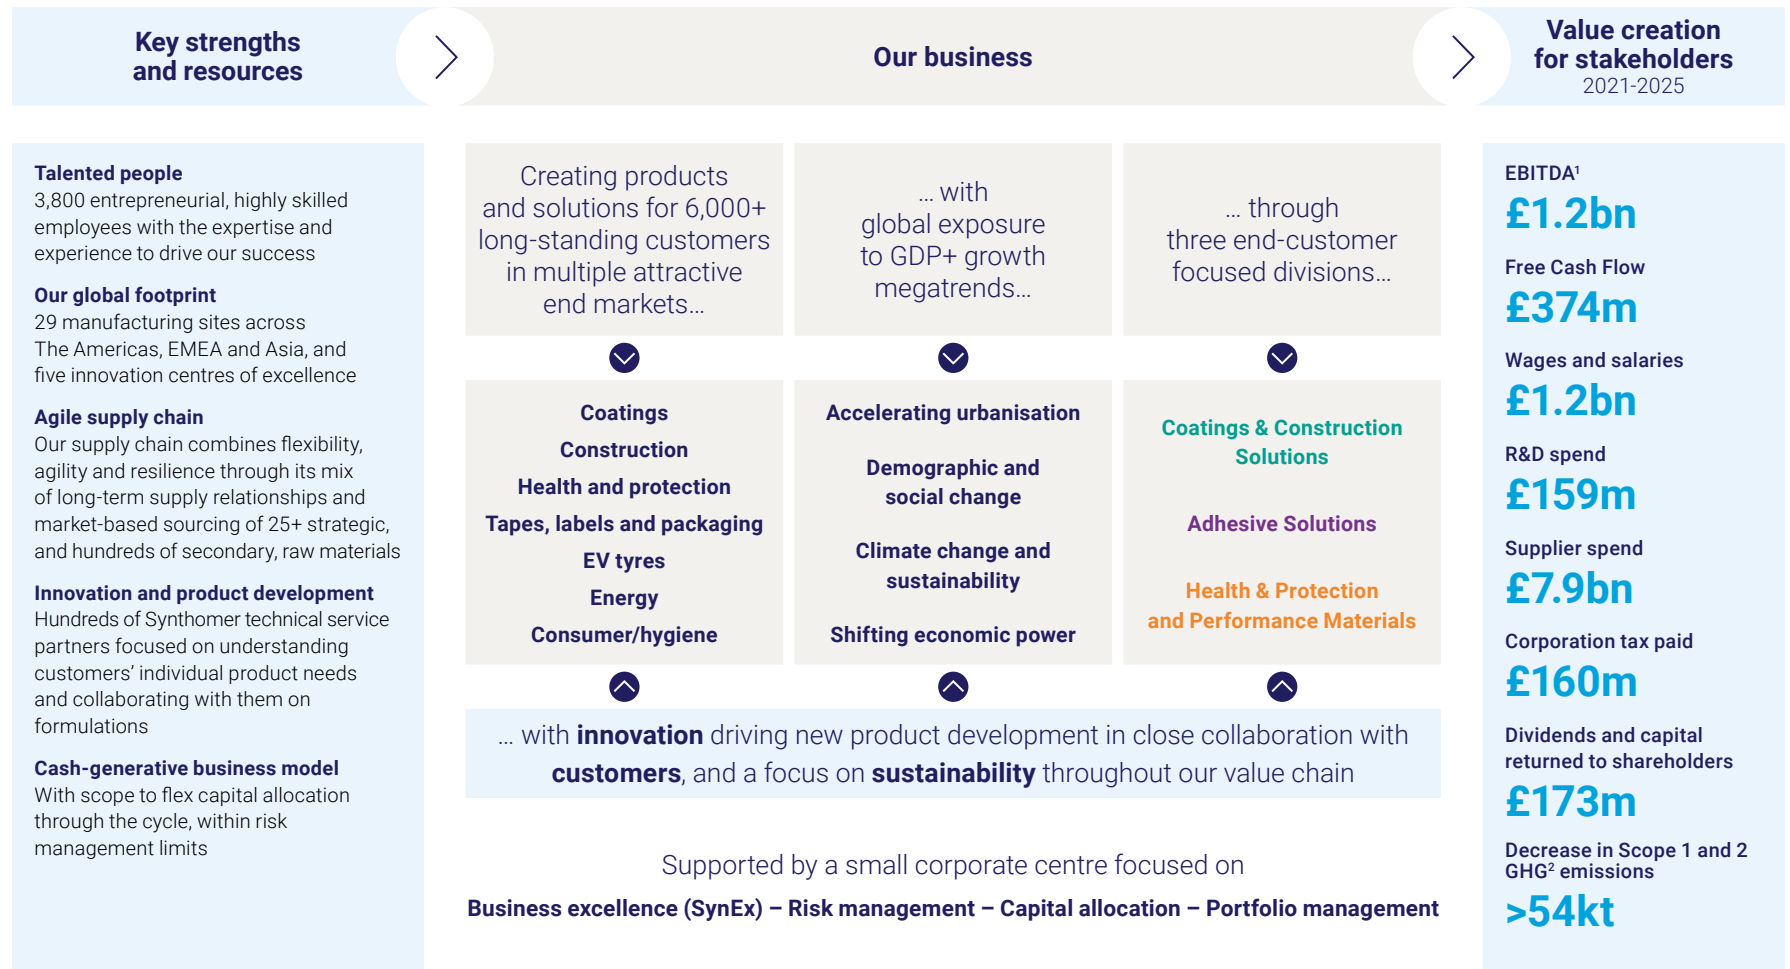 Key strengths
and resources
Our business
Value creation
for stakeholders
2021-2025
Talented people
3,800 entrepreneurial, highly skilled
employees with the expertise and
experience to drive our success
Our global footprint
29 manufacturing sites across
The Americas, EMEA and Asia, and
five innovation centres of excellence
Agile supply chain
Our supply chain combines flexibility,
agility and resilience through its mix
of long-term supply relationships and
market-based sourcing of 25+ strategic,
and hundreds of secondary, raw materials
Innovation and product development
Hundreds of Synthomer technical service
partners focused on understanding
customers’ individual product needs
and collaborating with them on
formulations
Cash-generative business model
With scope to flex capital allocation
through the cycle, within risk
management limits
Creating products
and solutions for 6,000+
long-standing customers
in multiple attractive
end markets…
Coatings
Construction
Health and protection
Tapes, labels and packaging
EV tyres
Energy
Consumer/hygiene
… with
global exposure
to GDP+ growth
megatrends…
Accelerating urbanisation
Demographic and
social change
Climate change and
sustainability
Shifting economic power
… through
three end-customer
focused divisions…
Coatings & Construction
Solutions
Adhesive Solutions
Health & Protection
and Performance Materials
… with innovation driving new product development in close collaboration with
customers, and a focus on sustainability throughout our value chain
Supported by a small corporate centre focused on
Business excellence (SynEx) – Risk management – Capital allocation – Portfolio management
EBITDA¹
£1.2bn
Free Cash Flow
£374m
Wages and salaries
£1.2bn
R&D spend
£159m
Supplier spend
£7.9bn
Corporation tax paid
£160m
Dividends and capital
returned to shareholders
£173m
Decrease in Scope 1 and 2
GHG² emissions
>54kt